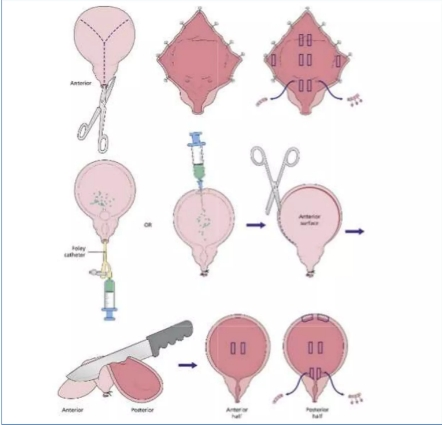 Anterior
OR
Foley
catheter
Anterior
surface
Anterior
Posterior
Anterior
half
Posterior
half